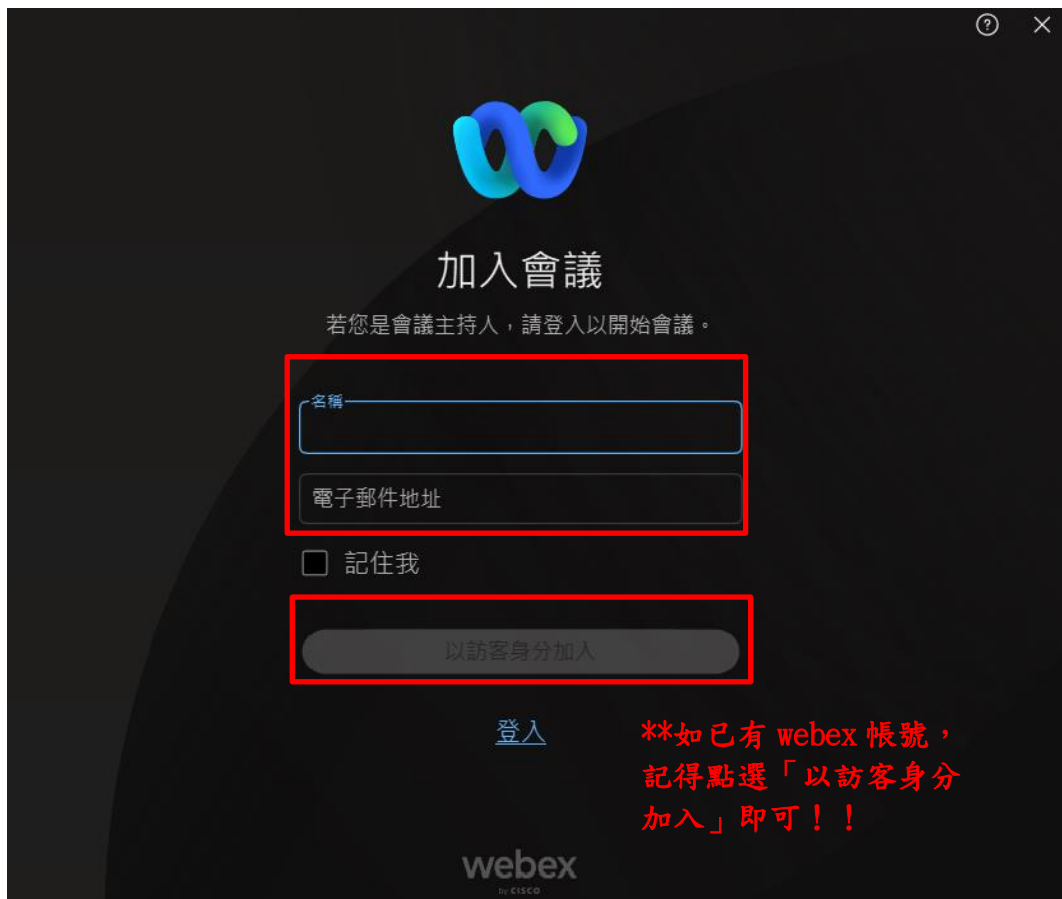 加入會議
若您是會議主持人，請登入以開始會議。
名稱
電子郵件地址
記住我
以訪客身分加入
登入
**如已有 webex 帳號，
記得點選「以訪客身分
加入」即可！！
webex
by CISCO